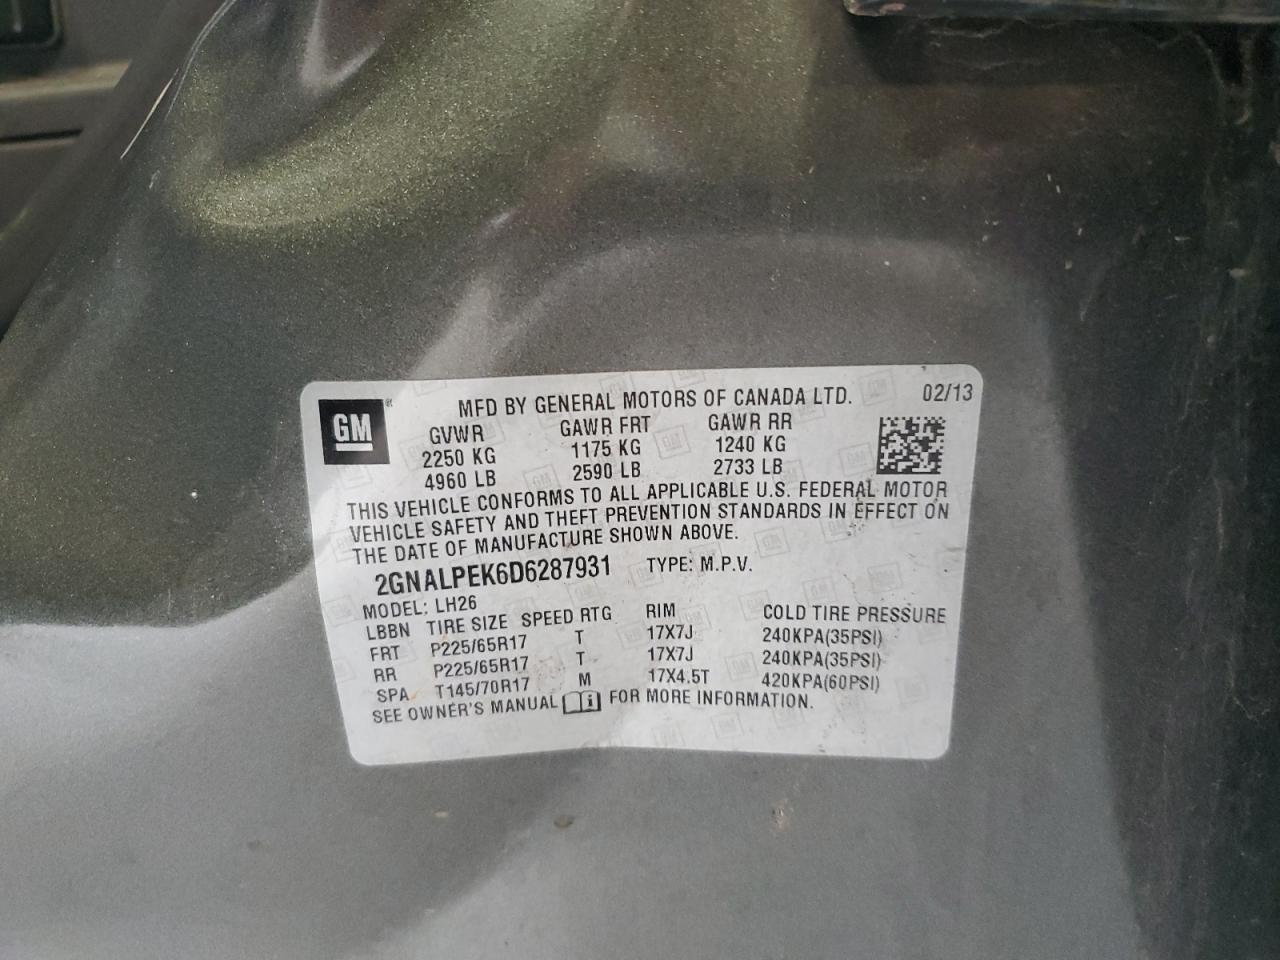 GM
MFD BY GENERAL MOTORS OF CANADA LTD. 02/13
GVWR GAWR FRT GAWR RR
2250 KG 1175 KG 1240 KG
4960 LB 2590 LB 2733 LB
THIS VEHICLE CONFORMS TO ALL APPLICABLE U.S. FEDERAL MOTOR
VEHICLE SAFETY AND THEFT PREVENTION STANDARDS IN EFFECT ON
THE DATE OF MANUFACTURE SHOWN ABOVE.
2GNALPEK6D6287931 TYPE: M.P.V.
MODEL: LH26
LBBN TIRE SIZE SPEED RTG RIM COLD TIRE PRESSURE
FRT P225/65R17 T 17X7J 240KPA(35PSI)
RR P225/65R17 T 17X7J 240KPA(35PSI)
SPA T145/70R17 M 17X4.5T 420KPA(60PSI)
SEE OWNER'S MANUAL FOR MORE INFORMATION.